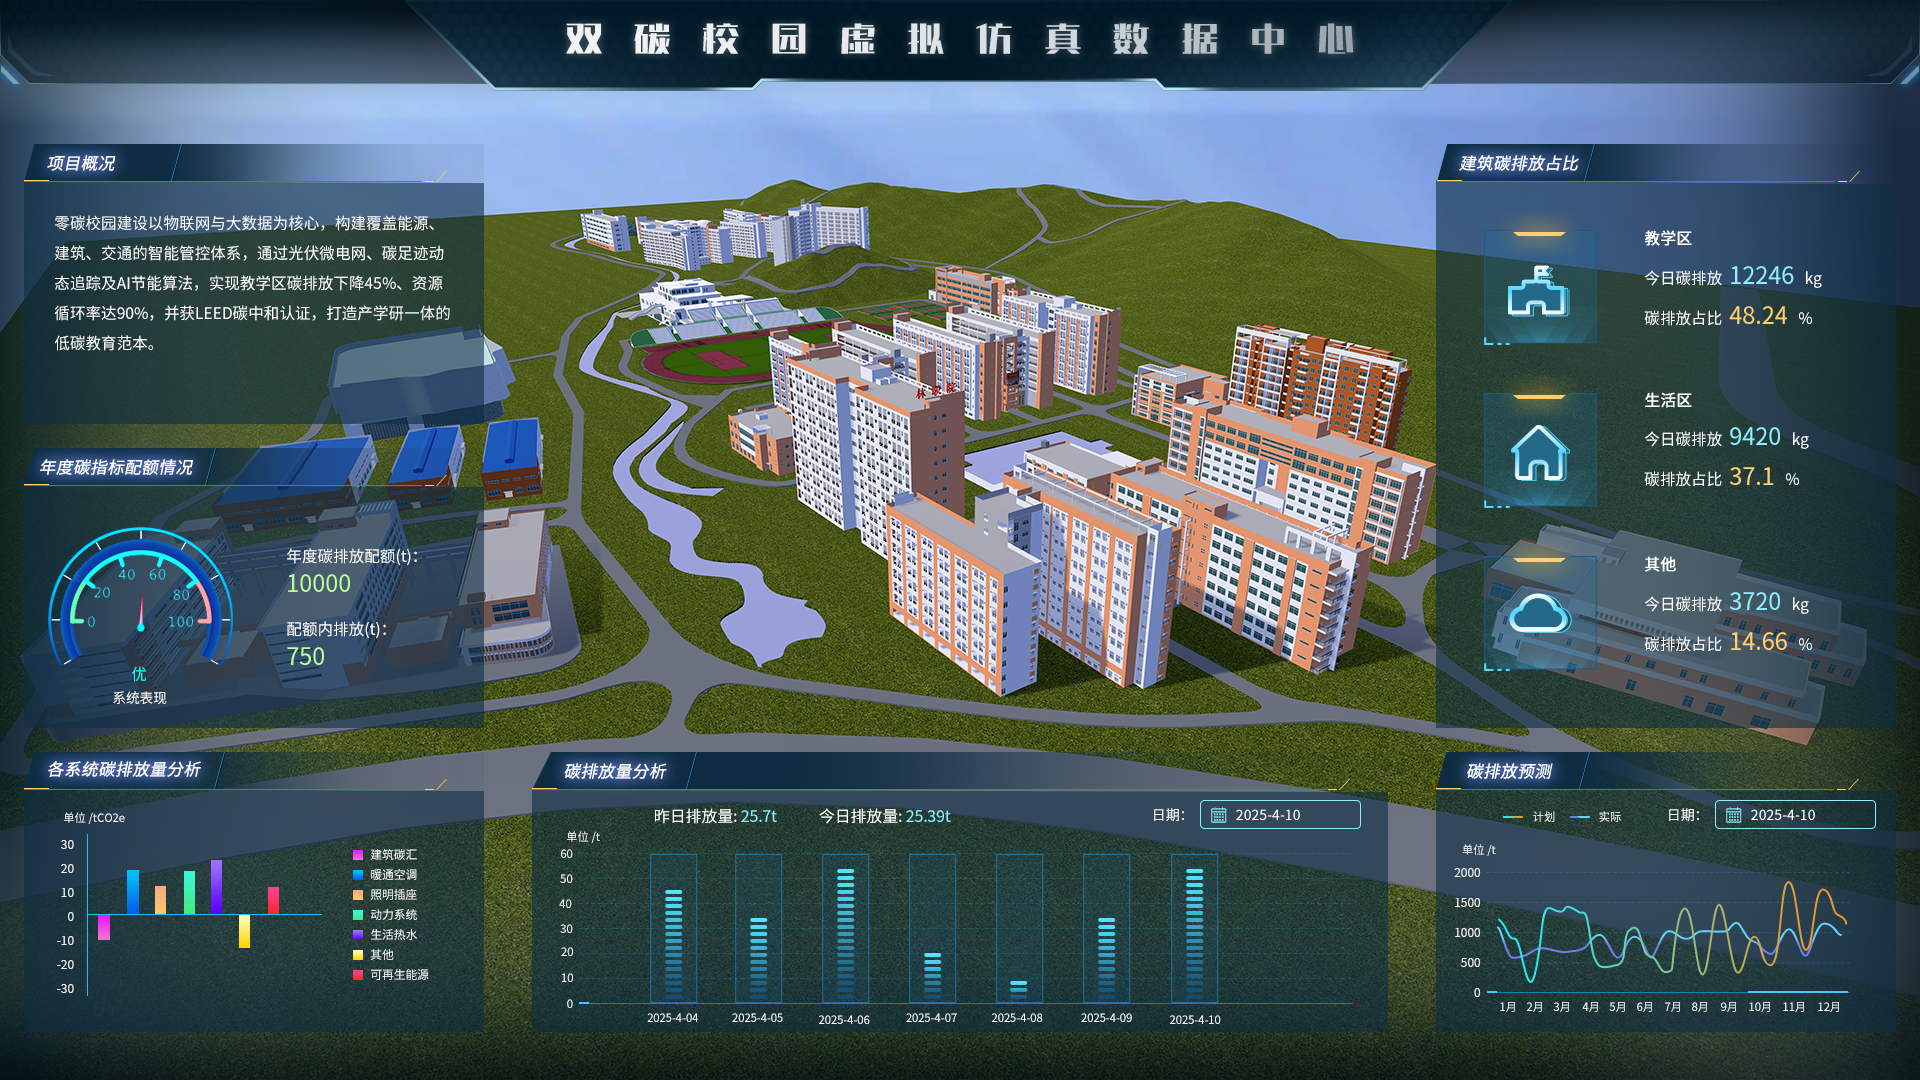 双碳校园虚拟仿真数据中心
项目概况
零碳校园建设以物联网与大数据为核心，构建覆盖能源、
建筑、交通的智能管控体系，通过光伏微电网、碳足迹动
态追踪及AI节能算法，实现教学区碳排放下降45%、资源
循环率达90%，并获LEED碳中和认证，打造产学研一体的
低碳教育范本。
年度碳指标配额情况
0
20
40
60
80
100
优
系统表现
年度碳排放配额(t):
10000
配额内排放(t):
750
各系统碳排放量分析
单位 /tCO2e
30
20
10
0
-10
-20
-30
建筑碳汇
暖通空调
照明插座
动力系统
生活热水
其他
可再生能源
林职院
碳排放量分析
昨日排放量: 25.7t
今日排放量: 25.39t
日期:
2025-4-10
单位 /t
60
50
40
30
20
10
0
2025-4-04
2025-4-05
2025-4-06
2025-4-07
2025-4-08
2025-4-09
2025-4-10
建筑碳排放占比
教学区
今日碳排放 12246 kg
碳排放占比 48.24 %
生活区
今日碳排放 9420 kg
碳排放占比 37.1 %
其他
今日碳排放 3720 kg
碳排放占比 14.66 %
碳排放预测
计划
实际
日期:
2025-4-10
单位 /t
2000
1500
1000
500
0
1月
2月
3月
4月
5月
6月
7月
8月
9月
10月
11月
12月